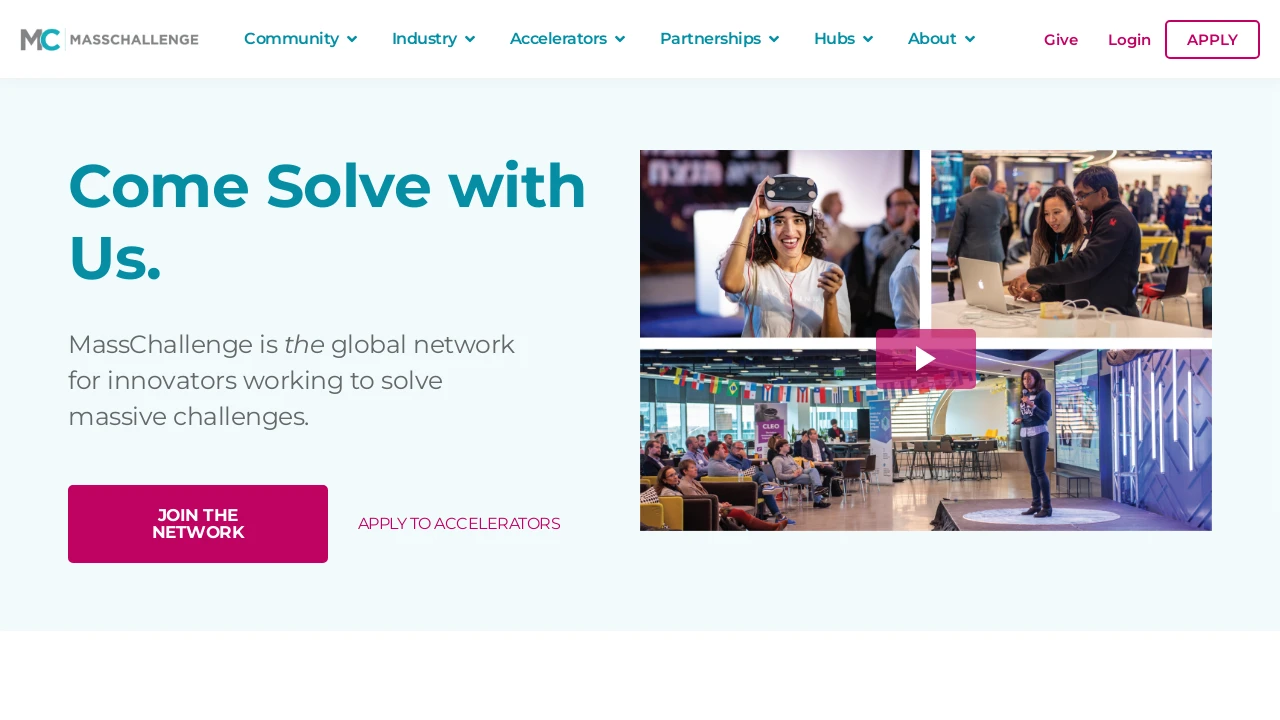 MC MASSCHALLENGE
Community
Industry
Accelerators
Partnerships
Hubs
About
Give
Login
APPLY
Come Solve with
Us.
MassChallenge is the global network
for innovators working to solve
massive challenges.
JOIN THE
NETWORK
APPLY TO ACCELERATORS
CLEO